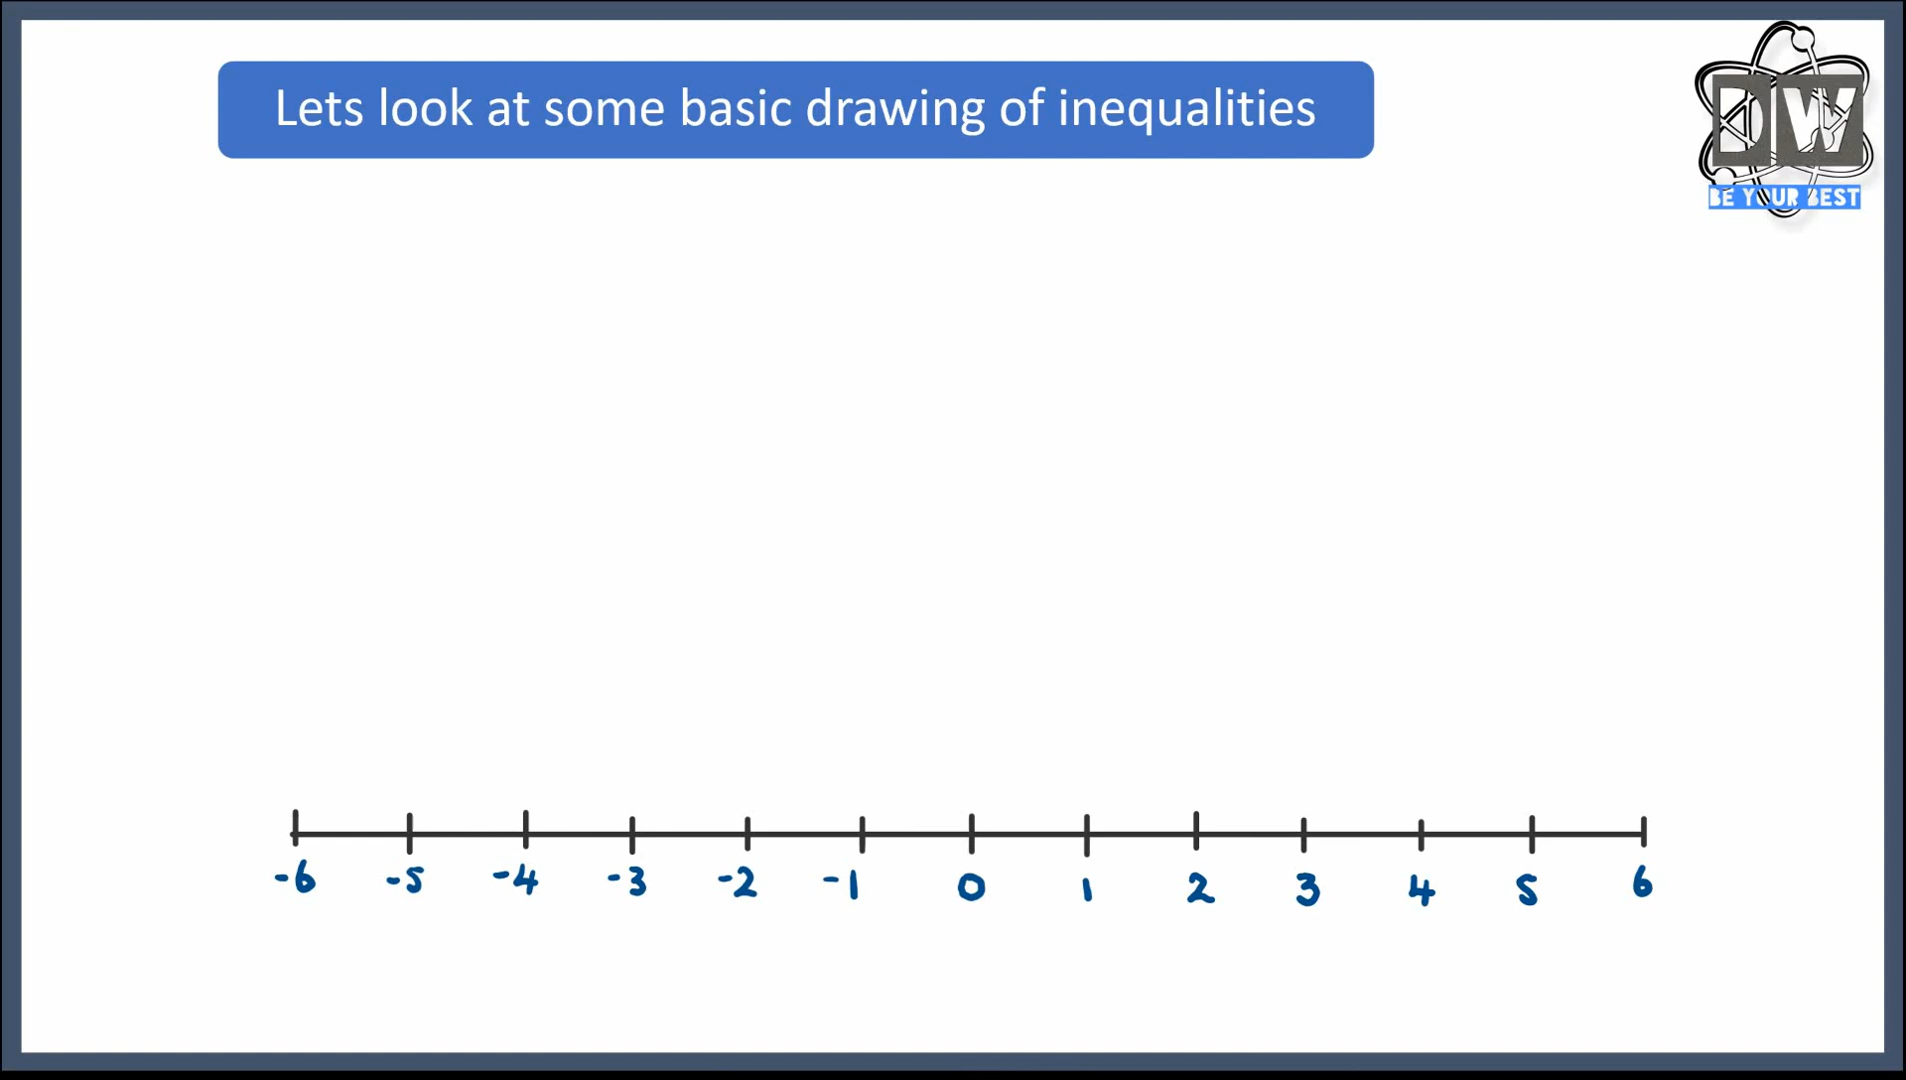 Lets look at some basic drawing of inequalities
DW
BE YOUR BEST
-6 -5 -4 -3 -2 -1 0 1 2 3 4 5 6